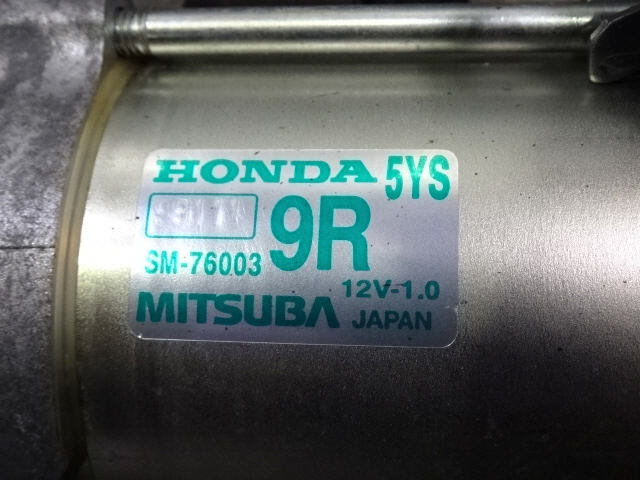 HONDA 5YS
9R
SM-76003
12V-1.0
MITSUBA JAPAN